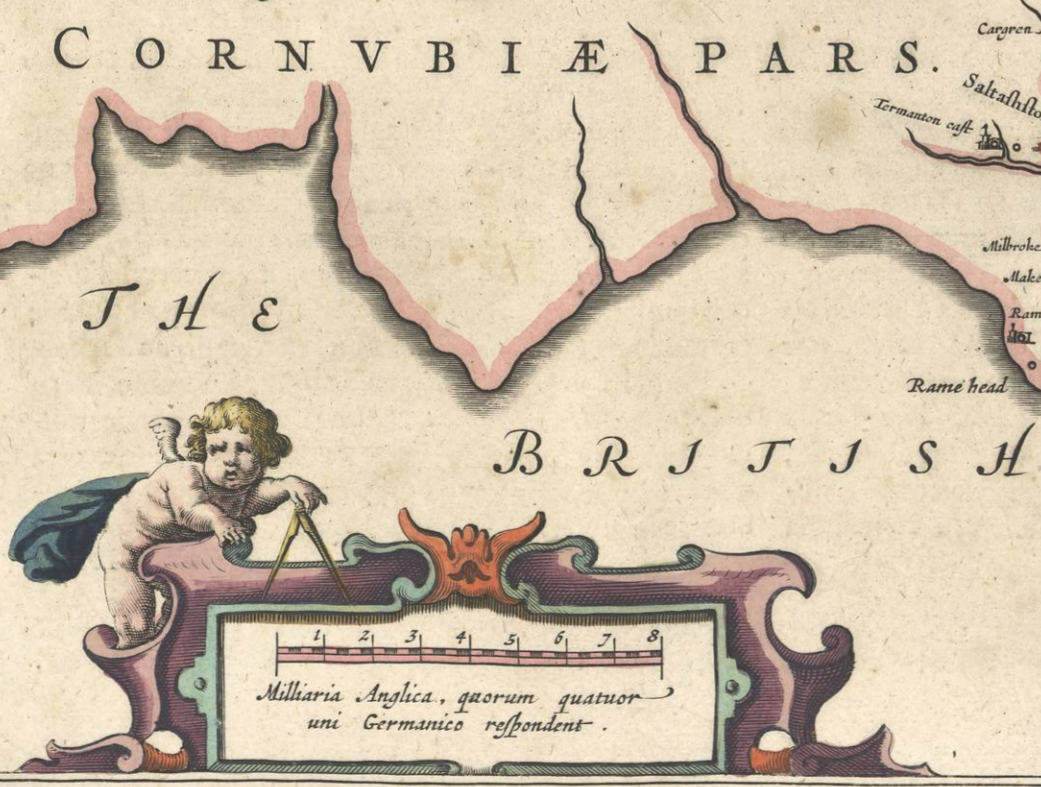 CORNVBIÆ PARS.
Cargren
Saltashsto
Termanton cast
Milbroke
Make
Ram
Rame head
THE
BRITISH
1 2 3 4 5 6 7 8
Milliaria Anglica, quorum quatuor
uni Germanico respondent.